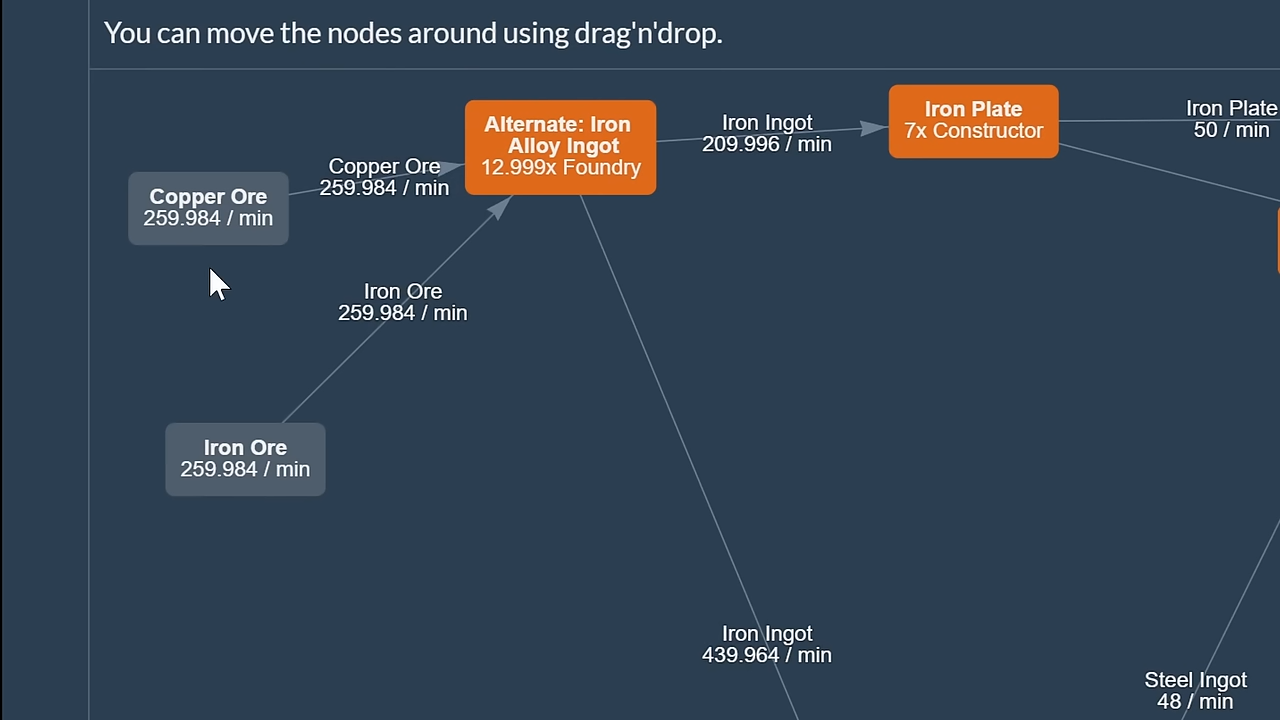 You can move the nodes around using drag'n'drop.
Iron Plate
7x Constructor
Iron Plate
50 / min
Alternate: Iron
Alloy Ingot
12.999x Foundry
Iron Ingot
209.996 / min
Copper Ore
259.984 / min
Copper Ore
259.984 / min
Iron Ore
259.984 / min
Iron Ore
259.984 / min
Iron Ingot
439.964 / min
Steel Ingot
48 / min